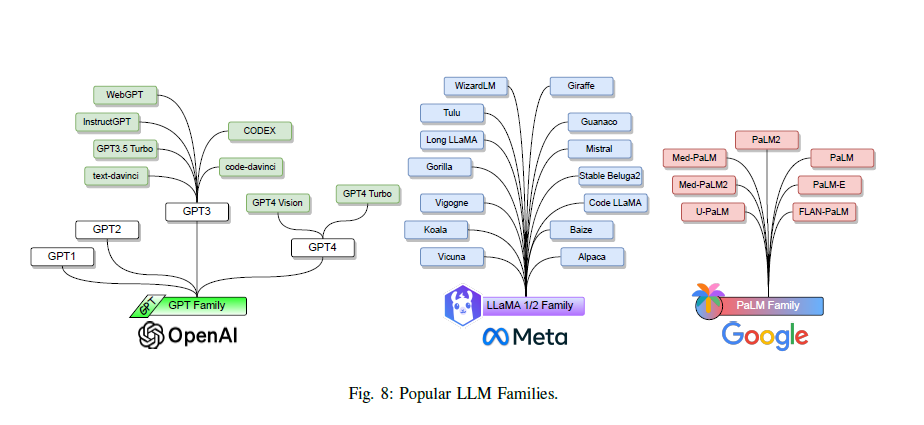 WebGPT
InstructGPT
CODEX
GPT3.5 Turbo
code-davinci
text-davinci
GPT3
GPT4 Vision
GPT4 Turbo
GPT2
GPT4
GPT1
GPT
GPT Family
OpenAI
WizardLM
Giraffe
Tulu
Guanaco
Long LLaMA
Mistral
Gorilla
Stable Beluga2
Vigogne
Code LLaMA
Koala
Baize
Vicuna
Alpaca
LLaMA 1/2 Family
Meta
PaLM2
Med-PaLM
PaLM
Med-PaLM2
PaLM-E
U-PaLM
FLAN-PaLM
PaLM Family
Google
Fig. 8: Popular LLM Families.